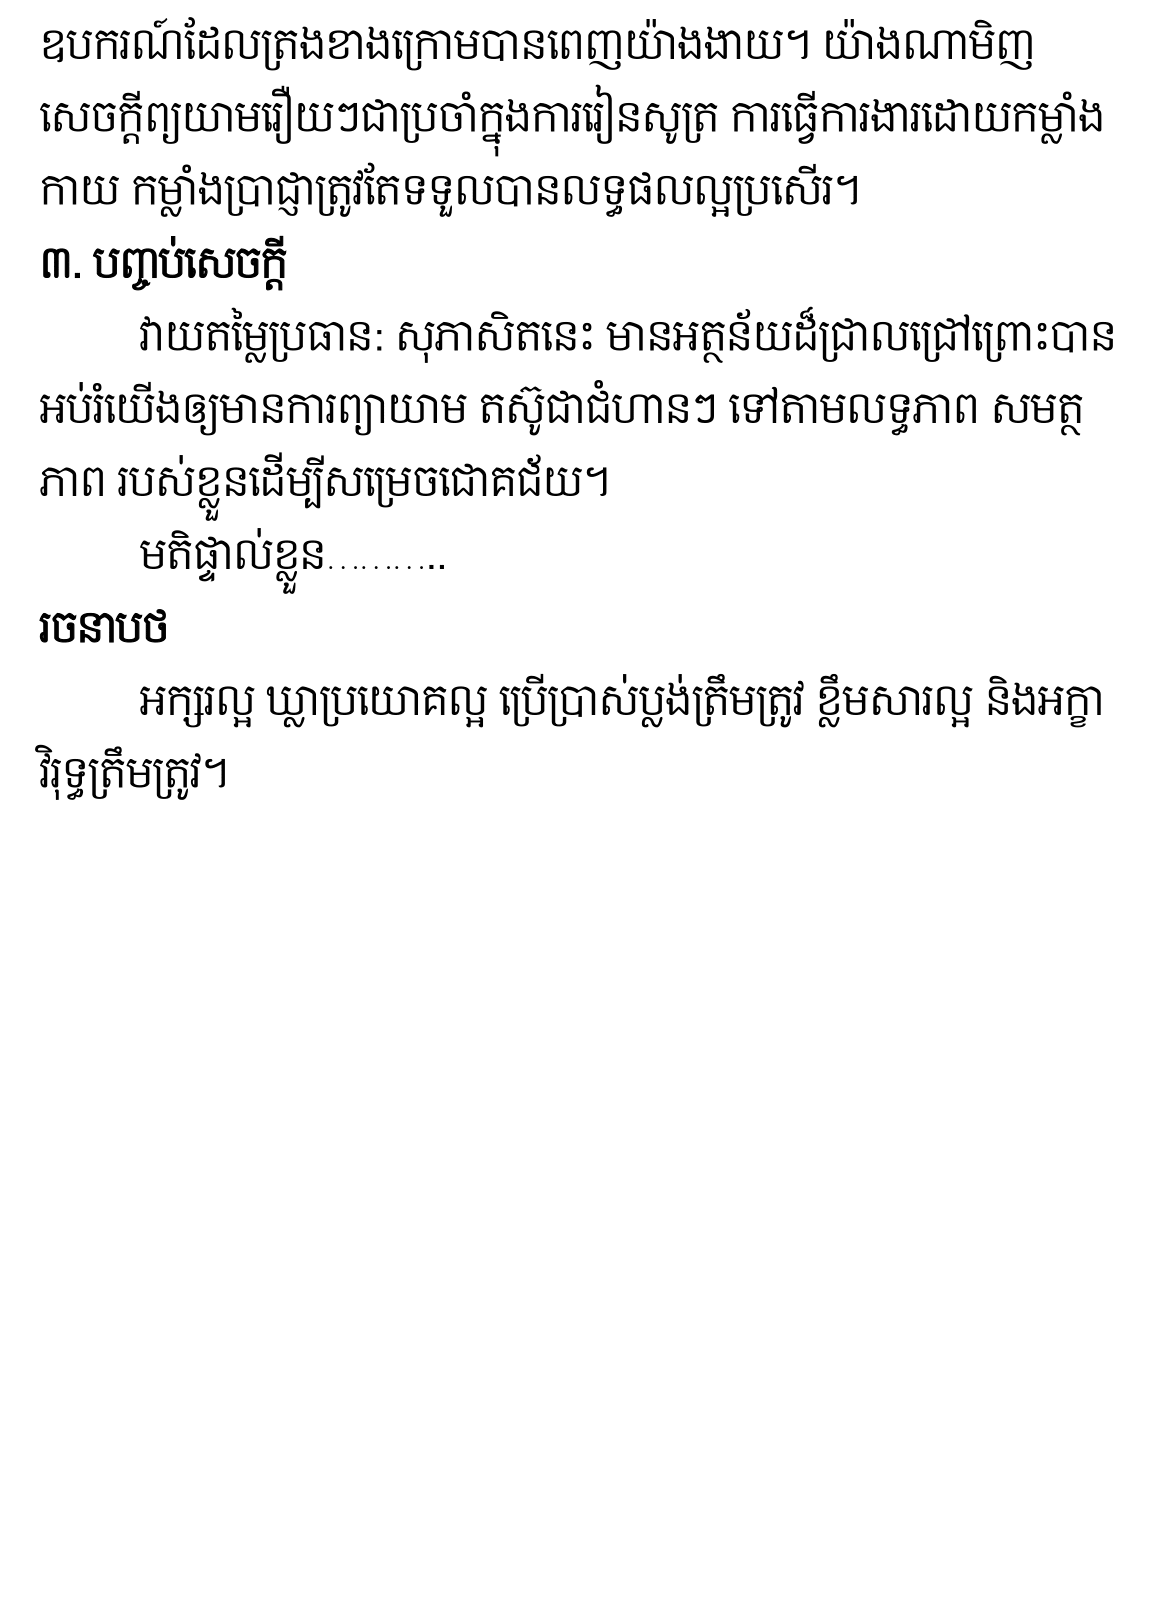 ឧបករណ៍ដែលត្រងខាងក្រោមបានពេញយ៉ាងងាយ។ យ៉ាងណាមិញ
សេចក្តីព្យយាមរឿយៗជាប្រចាំក្នុងការរៀនសូត្រ ការធ្វើការងារដោយកម្លាំង
កាយ កម្លាំងប្រាជ្ញាត្រូវតែទទួលបានលទ្ធផលល្អប្រសើរ។
៣. បញ្ចប់សេចក្តី
វាយតម្លៃប្រធាន: សុភាសិតនេះ មានអត្ថន័យដ៏ជ្រាលជ្រៅព្រោះបាន
អប់រំយើងឲ្យមានការព្យាយាម តស៊ូជាជំហានៗ ទៅតាមលទ្ធភាព សមត្ថ
ភាព របស់ខ្លួនដើម្បីសម្រេចជោគជ័យ។
មតិផ្ទាល់ខ្លួន………..
រចនាបថ
អក្សរល្អ ឃ្លាប្រយោគល្អ ប្រើប្រាស់ប្លង់ត្រឹមត្រូវ ខ្លឹមសារល្អ និងអក្ខា
វិរុទ្ធត្រឹមត្រូវ។